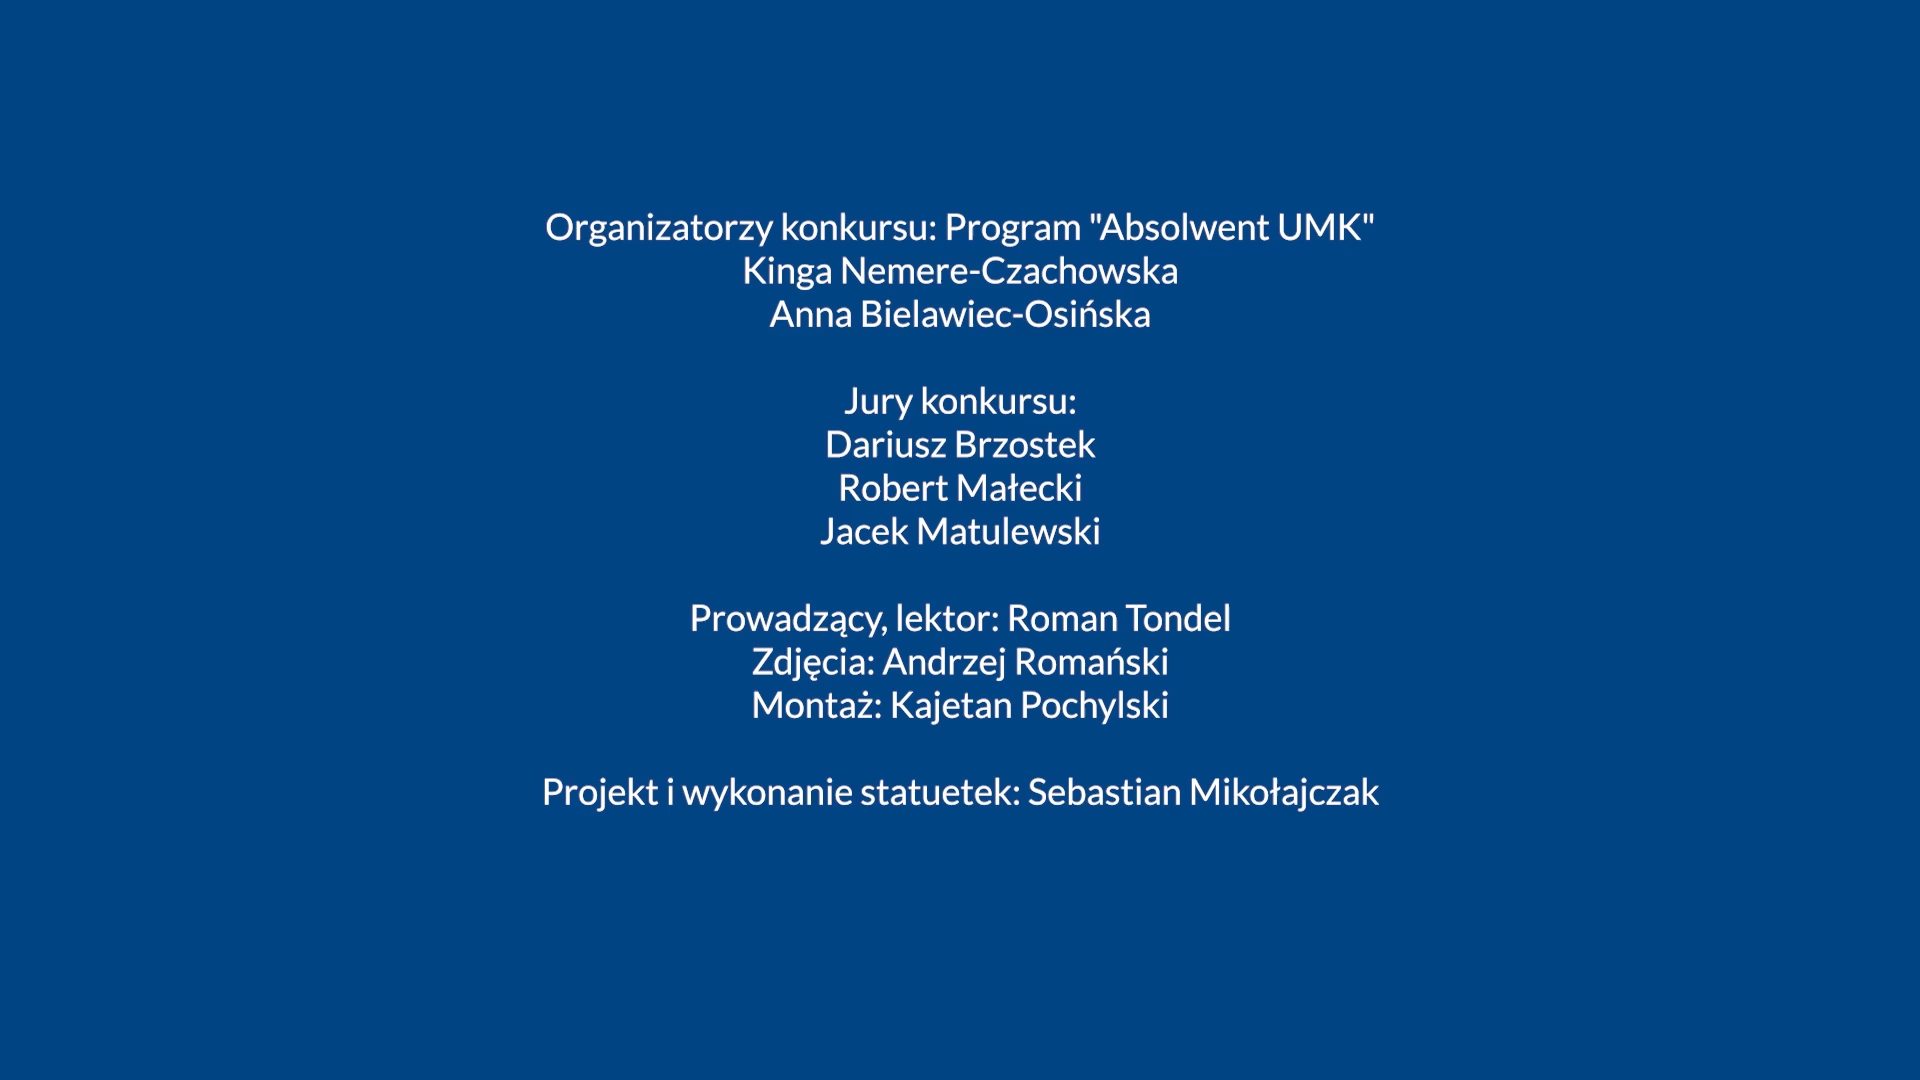 Organizatorzy konkursu: Program "Absolwent UMK"
Kinga Nemere-Czachowska
Anna Bielawiec-Osińska
Jury konkursu:
Dariusz Brzostek
Robert Małecki
Jacek Matulewski
Prowadzący, lektor: Roman Tondel
Zdjęcia: Andrzej Romański
Montaż: Kajetan Pochylski
Projekt i wykonanie statuetek: Sebastian Mikołajczak